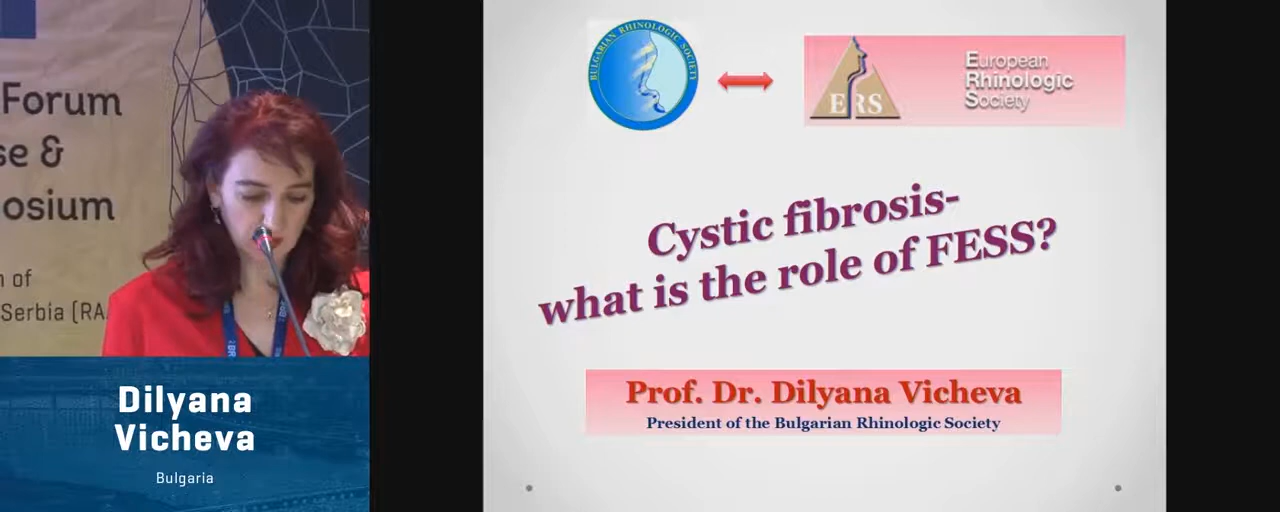 Forum
se &
osium
n of
Serbia (RA
Dilyana
Vicheva
Bulgaria
BULGARIAN RHINOLOGIC SOCIETY
ERS
European
Rhinologic
Society
Cystic fibrosis-
what is the role of FESS?
Prof. Dr. Dilyana Vicheva
President of the Bulgarian Rhinologic Society